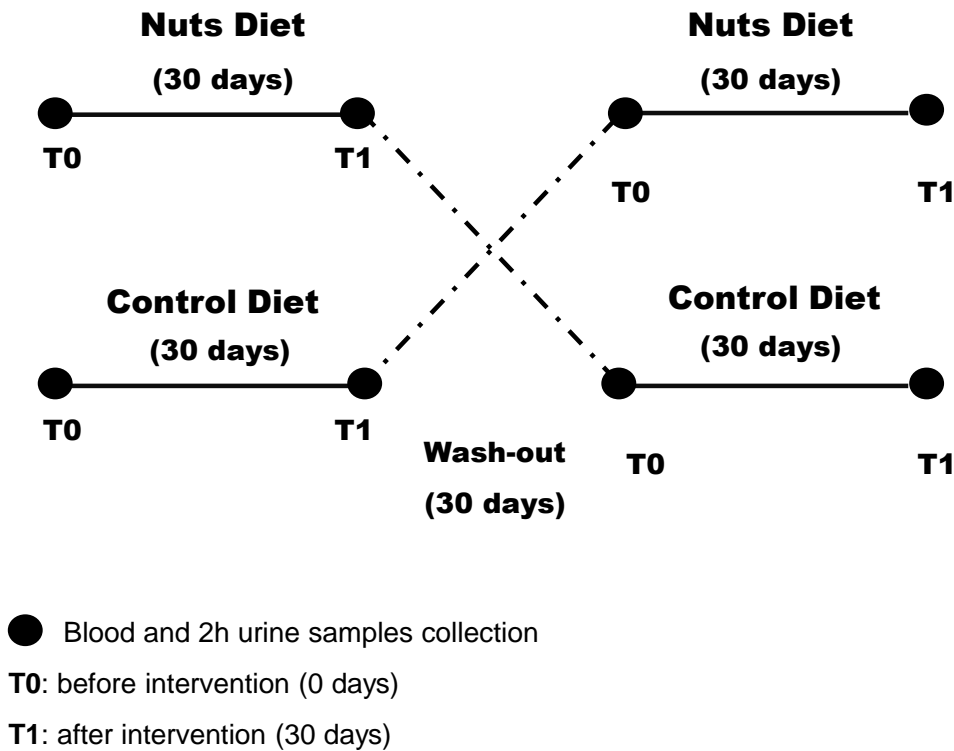 Nuts Diet
(30 days)
T0
T1
Nuts Diet
(30 days)
T0
T1
Control Diet
(30 days)
T0
T1
Control Diet
(30 days)
T0
T1
Wash-out
(30 days)
Blood and 2h urine samples collection
T0: before intervention (0 days)
T1: after intervention (30 days)